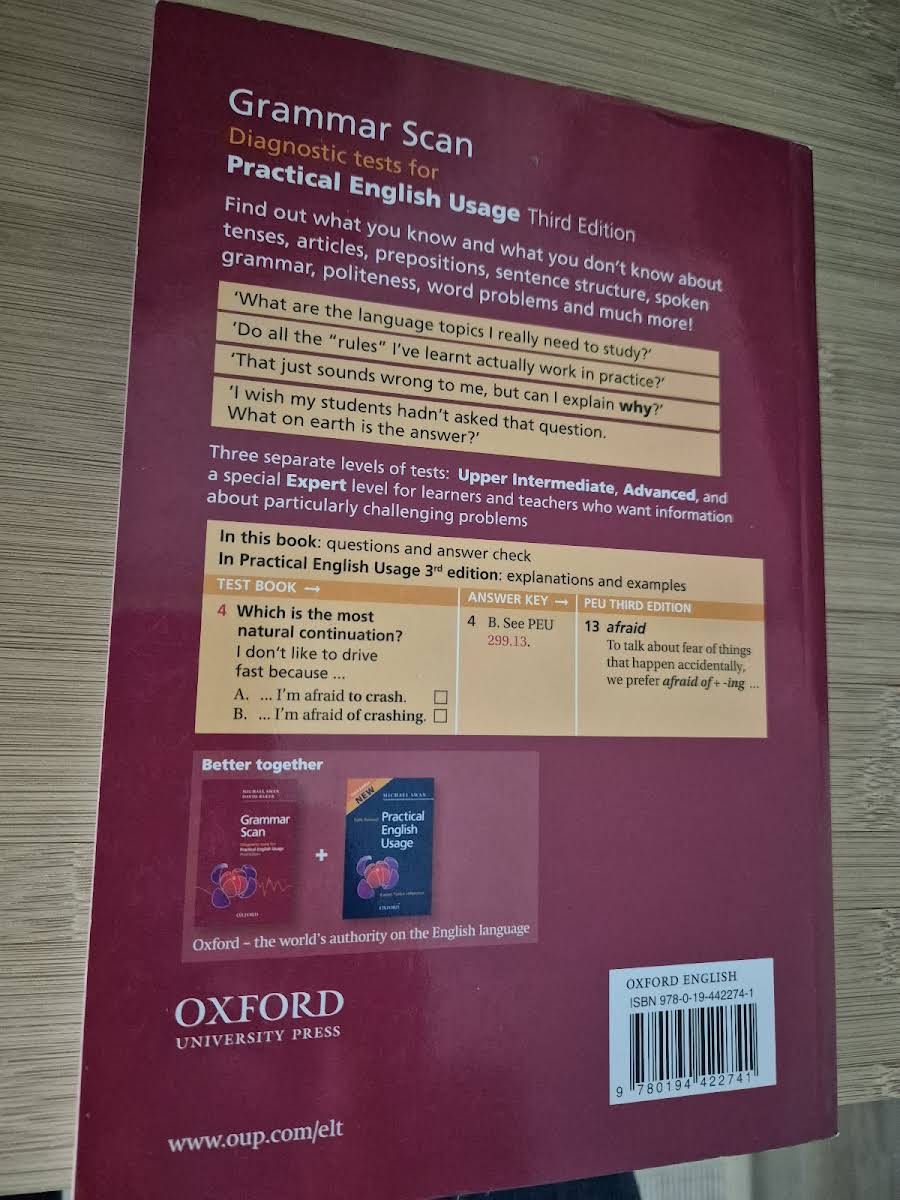 Grammar Scan
Diagnostic tests for
Practical English Usage Third Edition
Find out what you know and what you don't know about
tenses, articles, prepositions, sentence structure, spoken
grammar, politeness, word problems and much more!
'What are the language topics I really need to study?'
'Do all the "rules" I've learnt actually work in practice?'
'That just sounds wrong to me, but can I explain why?'
'I wish my students hadn't asked that question.
What on earth is the answer?'
Three separate levels of tests: Upper Intermediate, Advanced, and
a special Expert level for learners and teachers who want information
about particularly challenging problems
In this book: questions and answer check
In Practical English Usage 3rd edition: explanations and examples
TEST BOOK →
4 Which is the most
natural continuation?
I don't like to drive
fast because ...
A. ... I'm afraid to crash.
B. ... I'm afraid of crashing.
ANSWER KEY →
4 B. See PEU
299.13.
PEU THIRD EDITION
13 afraid
To talk about fear of things
that happen accidentally,
we prefer afraid of + -ing ...
Better together
MICHAEL SWAN
DAVID BAKER
Grammar
Scan
Diagnostic tests for
Practical English Usage
OXFORD
+
NEW
MICHAEL SWAN
Practical
English
Usage
OXFORD
Oxford – the world's authority on the English language
OXFORD
UNIVERSITY PRESS
www.oup.com/elt
OXFORD ENGLISH
ISBN 978-0-19-442274-1
9 780194 422741